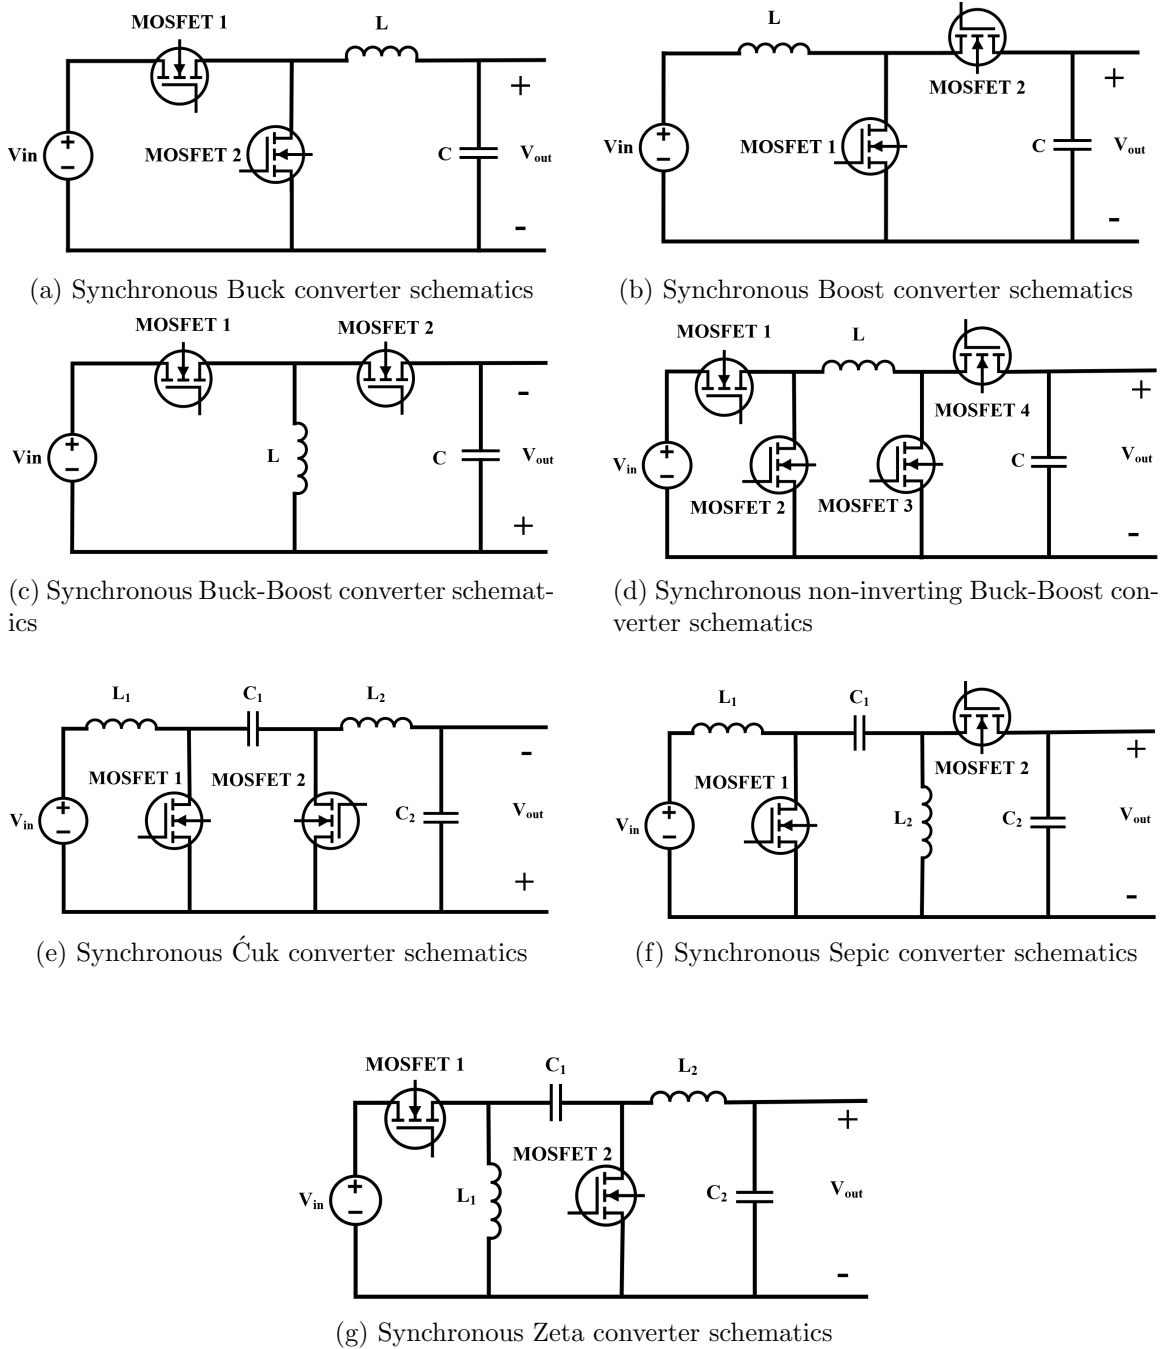 MOSFET 1
L
+
Vin
+
-
MOSFET 2
C
Vout
-
(a) Synchronous Buck converter schematics
L
MOSFET 2
+
Vin
+
-
MOSFET 1
C
Vout
-
(b) Synchronous Boost converter schematics
MOSFET 1
MOSFET 2
-
Vin
+
-
L
C
Vout
+
(c) Synchronous Buck-Boost converter schemat-
ics
MOSFET 1
L
MOSFET 4
+
Vin
+
-
MOSFET 2
MOSFET 3
C
Vout
-
(d) Synchronous non-inverting Buck-Boost con-
verter schematics
L1
C1
L2
-
MOSFET 1
MOSFET 2
Vin
+
-
C2
Vout
+
(e) Synchronous Ćuk converter schematics
L1
C1
MOSFET 2
+
MOSFET 1
Vin
+
-
L2
C2
Vout
-
(f) Synchronous Sepic converter schematics
MOSFET 1
C1
L2
+
MOSFET 2
Vin
+
-
L1
C2
Vout
-
(g) Synchronous Zeta converter schematics